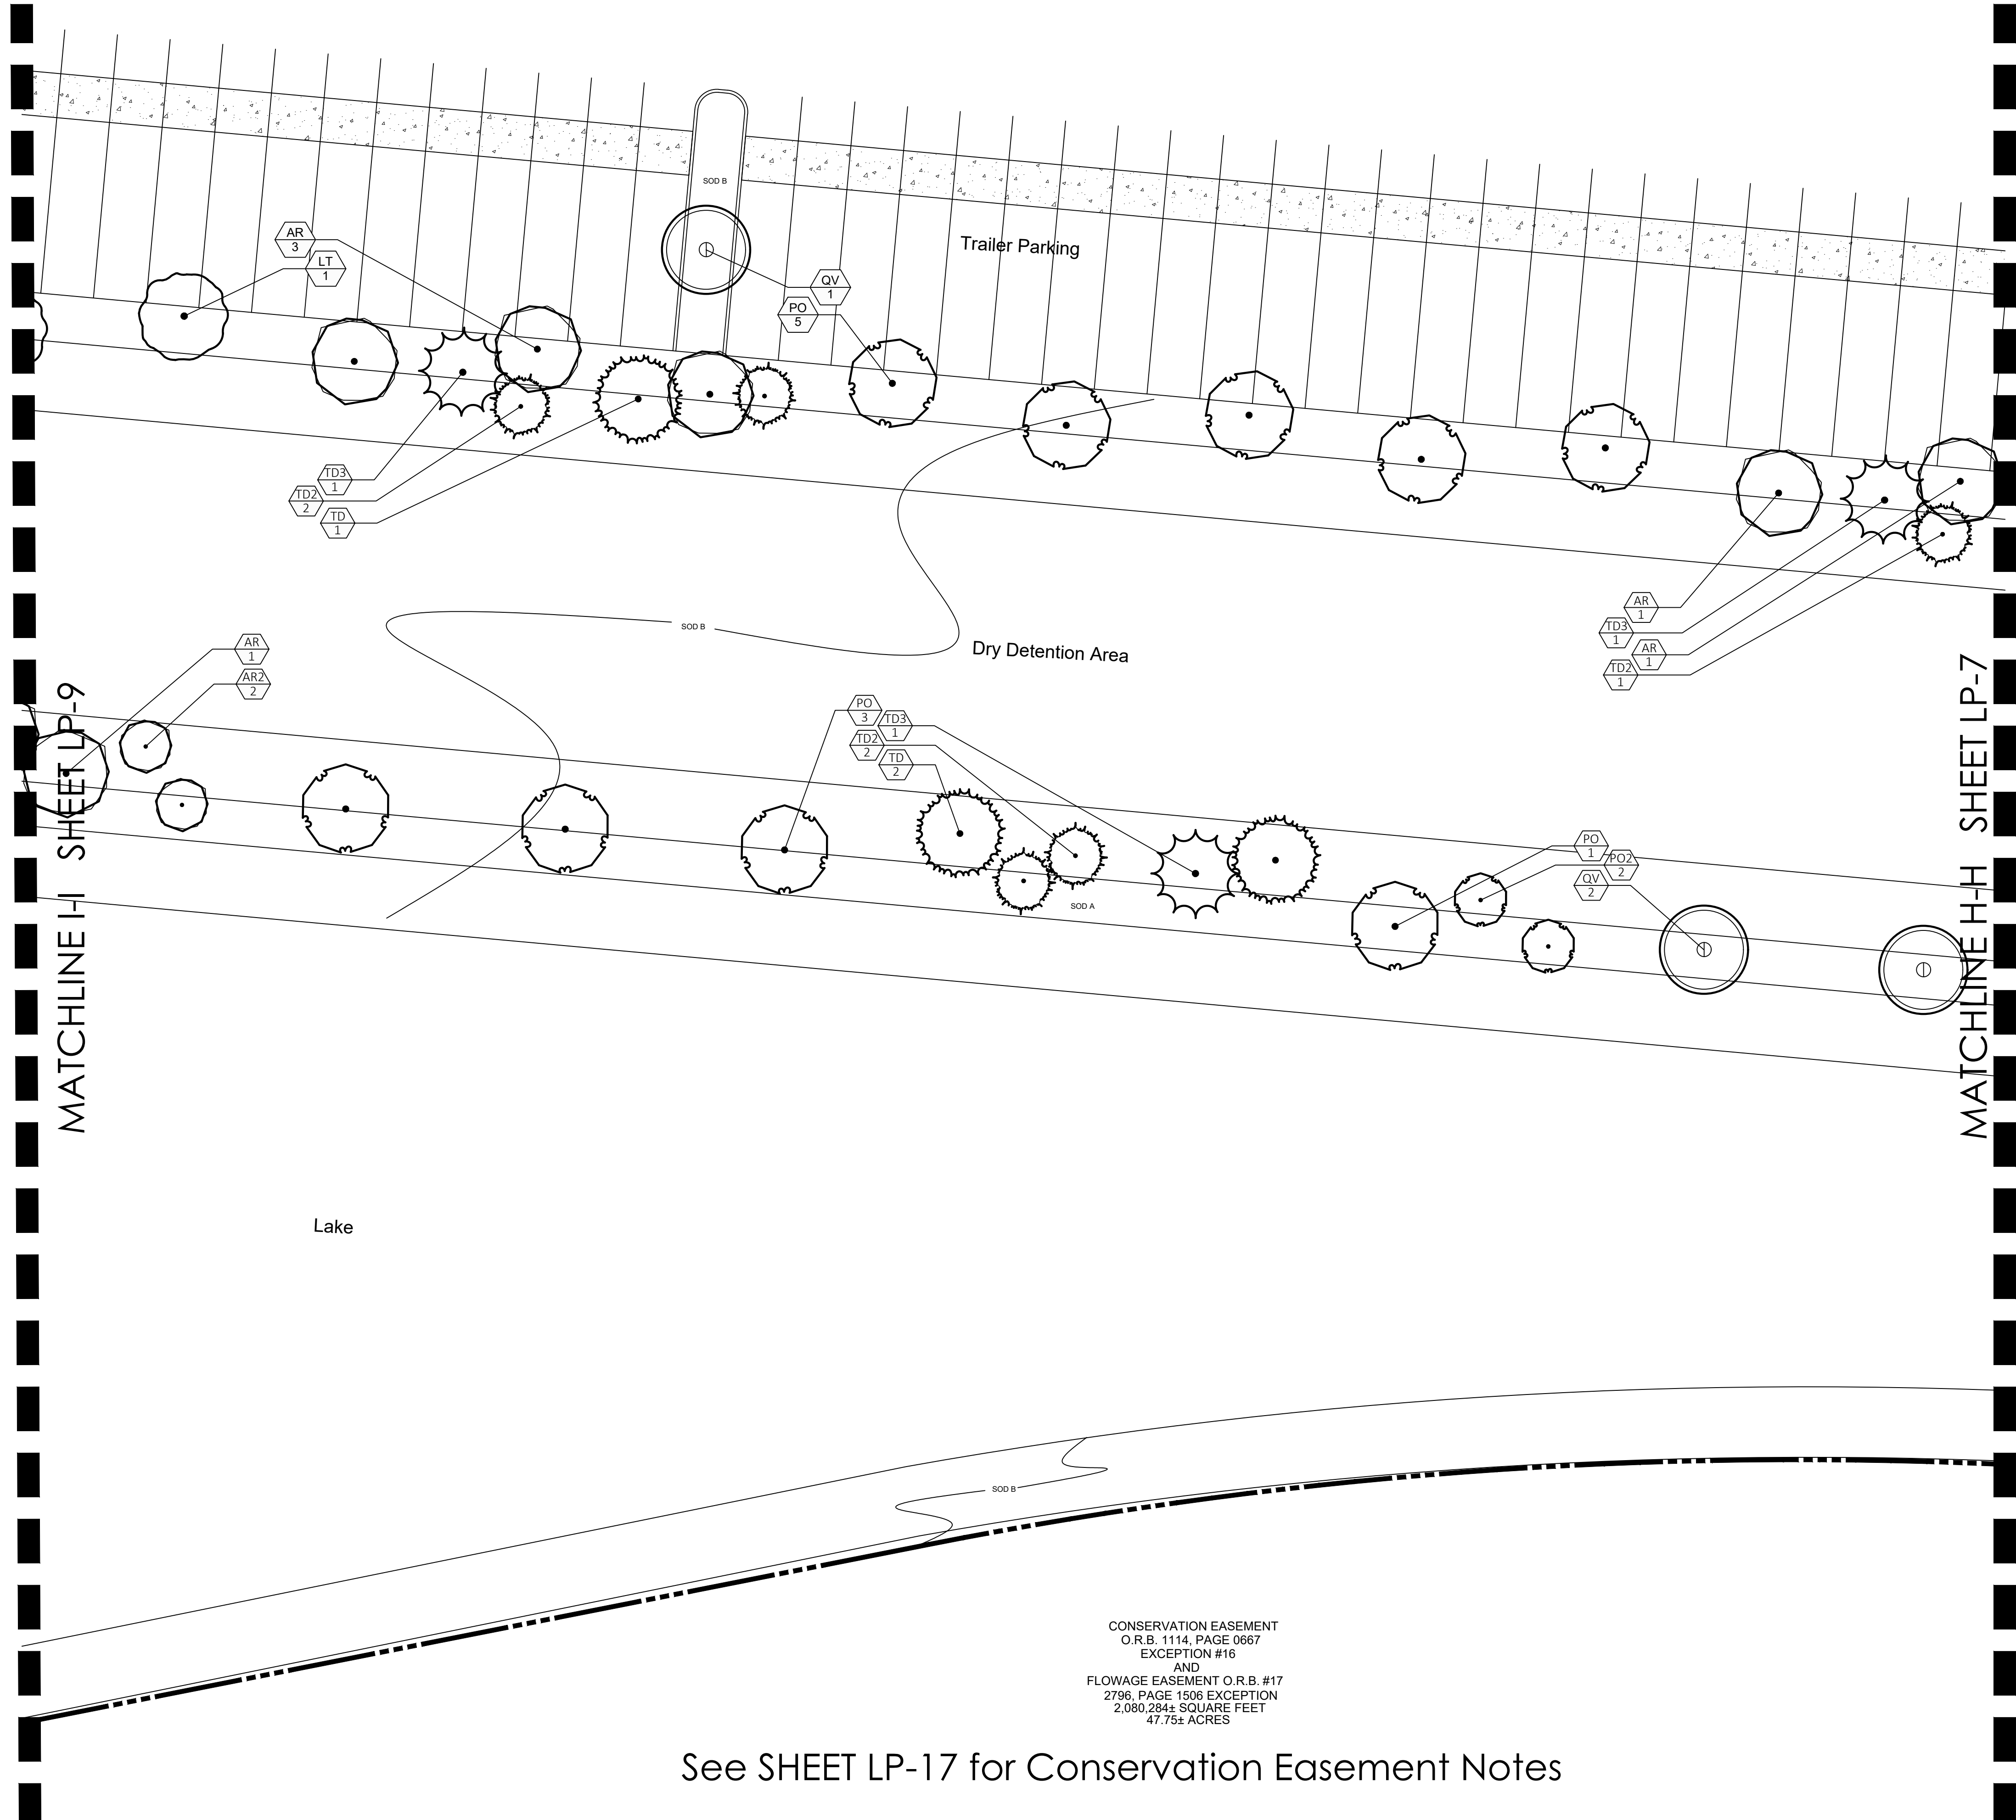 SOD B
AR
3
LT
1
Trailer Parking
QV
1
PO
5
TD3
1
TD2
2
TD
1
AR
1
TD3
1
AR
1
TD2
1
SOD B
Dry Detention Area
AR
1
AR2
2
PO
3
TD3
1
TD2
2
TD
2
PO
1
PO2
2
QV
2
SOD A
MATCHLINE I-I SHEET LP-9
MATCHLINE H-H SHEET LP-7
Lake
SOD B
CONSERVATION EASEMENT
O.R.B. 1114, PAGE 0667
EXCEPTION #16
AND
FLOWAGE EASEMENT O.R.B. #17
2796, PAGE 1506 EXCEPTION
2,080,284± SQUARE FEET
47.75± ACRES
See SHEET LP-17 for Conservation Easement Notes